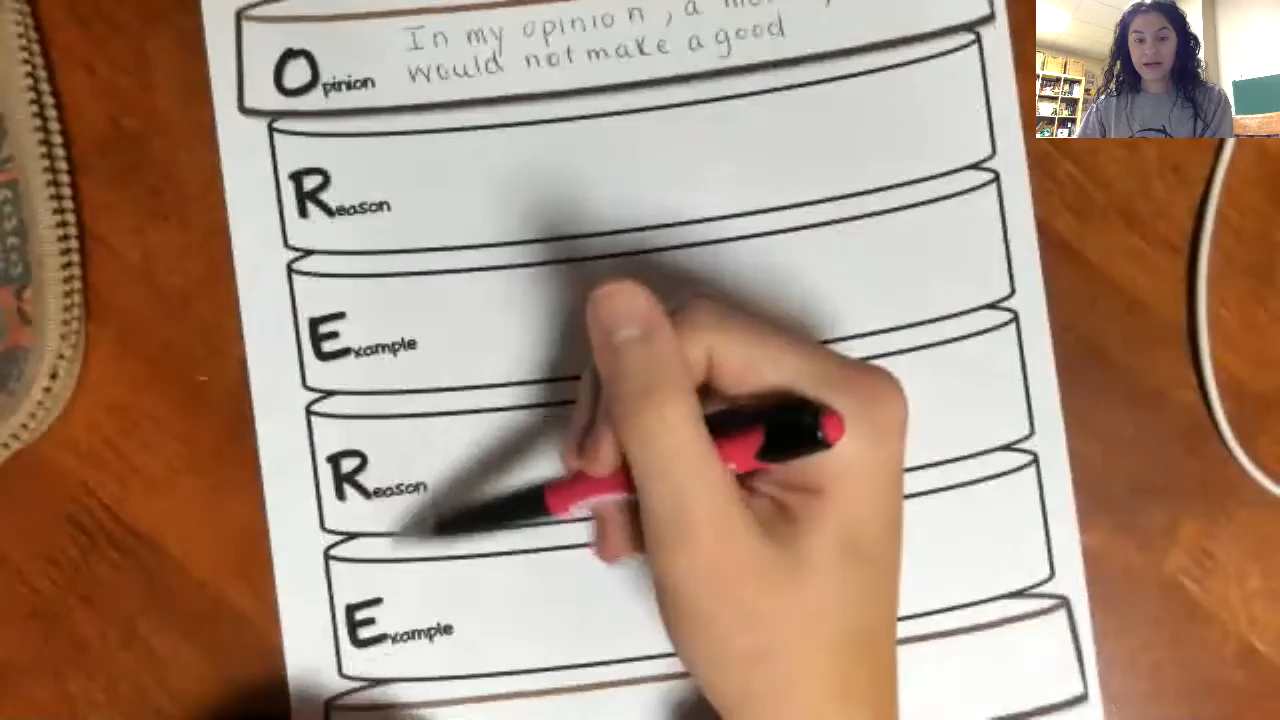 In my opinion, a
Opinion would not make a good
Reason
Example
Reason
Example